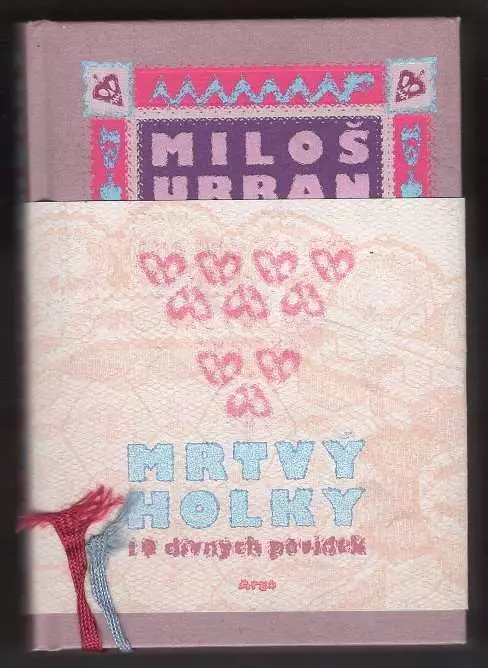 MILOŠ
URBAN
MRTVÝ
HOLKY
10 divných povídek
Argo